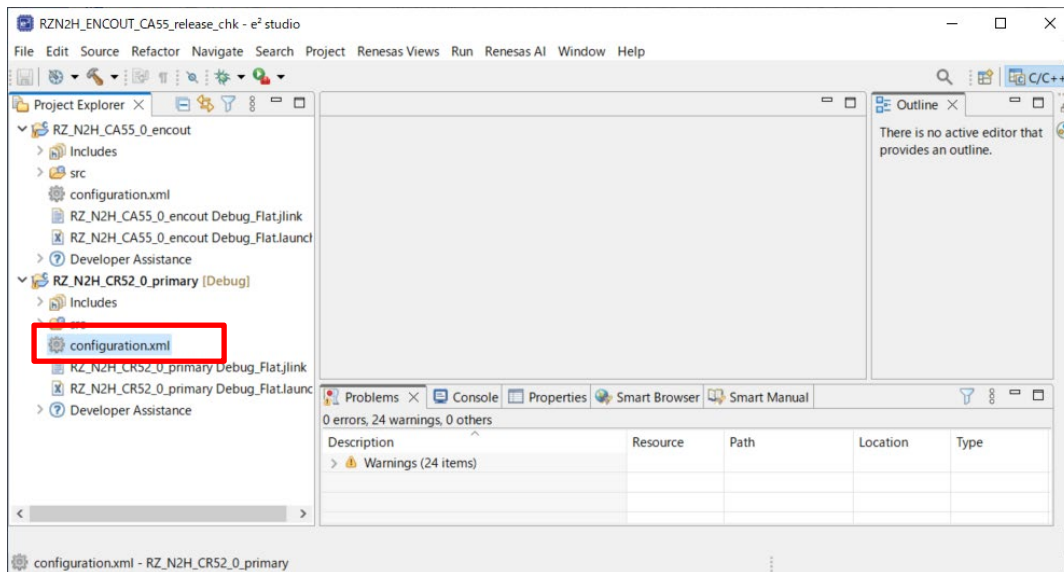 RZN2H_ENCOUT_CA55_release_chk - e² studio
File Edit Source Refactor Navigate Search Project Renesas Views Run Renesas AI Window Help
C/C++
Project Explorer
RZ_N2H_CA55_0_encout
Includes
src
configuration.xml
RZ_N2H_CA55_0_encout Debug_Flat.jlink
RZ_N2H_CA55_0_encout Debug_Flat.launch
Developer Assistance
RZ_N2H_CR52_0_primary [Debug]
Includes
configuration.xml
RZ_N2H_CR52_0_primary Debug_Flat.jlink
RZ_N2H_CR52_0_primary Debug_Flat.launc
Developer Assistance
Outline
There is no active editor that
provides an outline.
Problems Console Properties Smart Browser Smart Manual
0 errors, 24 warnings, 0 others
Description Resource Path Location Type
Warnings (24 items)
configuration.xml - RZ_N2H_CR52_0_primary